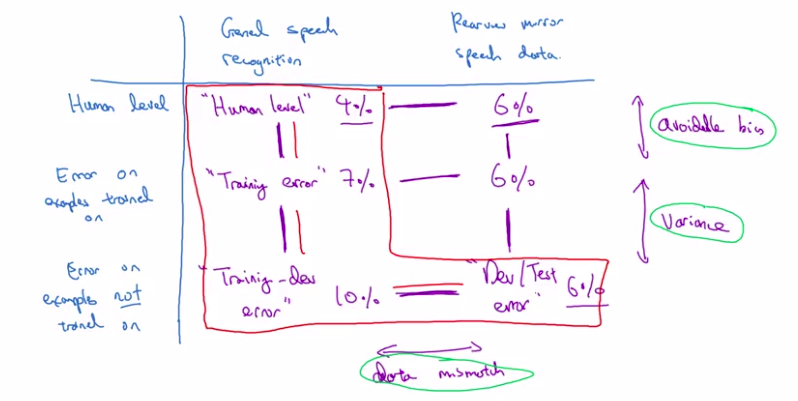 General speech
recognition
Rearview mirror
speech data.
Human level
"Human level" 4%
6%
avoidable bias
Error on
examples trained
on
"Training error" 7%
6%
Variance
Error on
examples not
trained on
"Training-dev
error" 10%
"Dev/Test
error" 6%
data mismatch